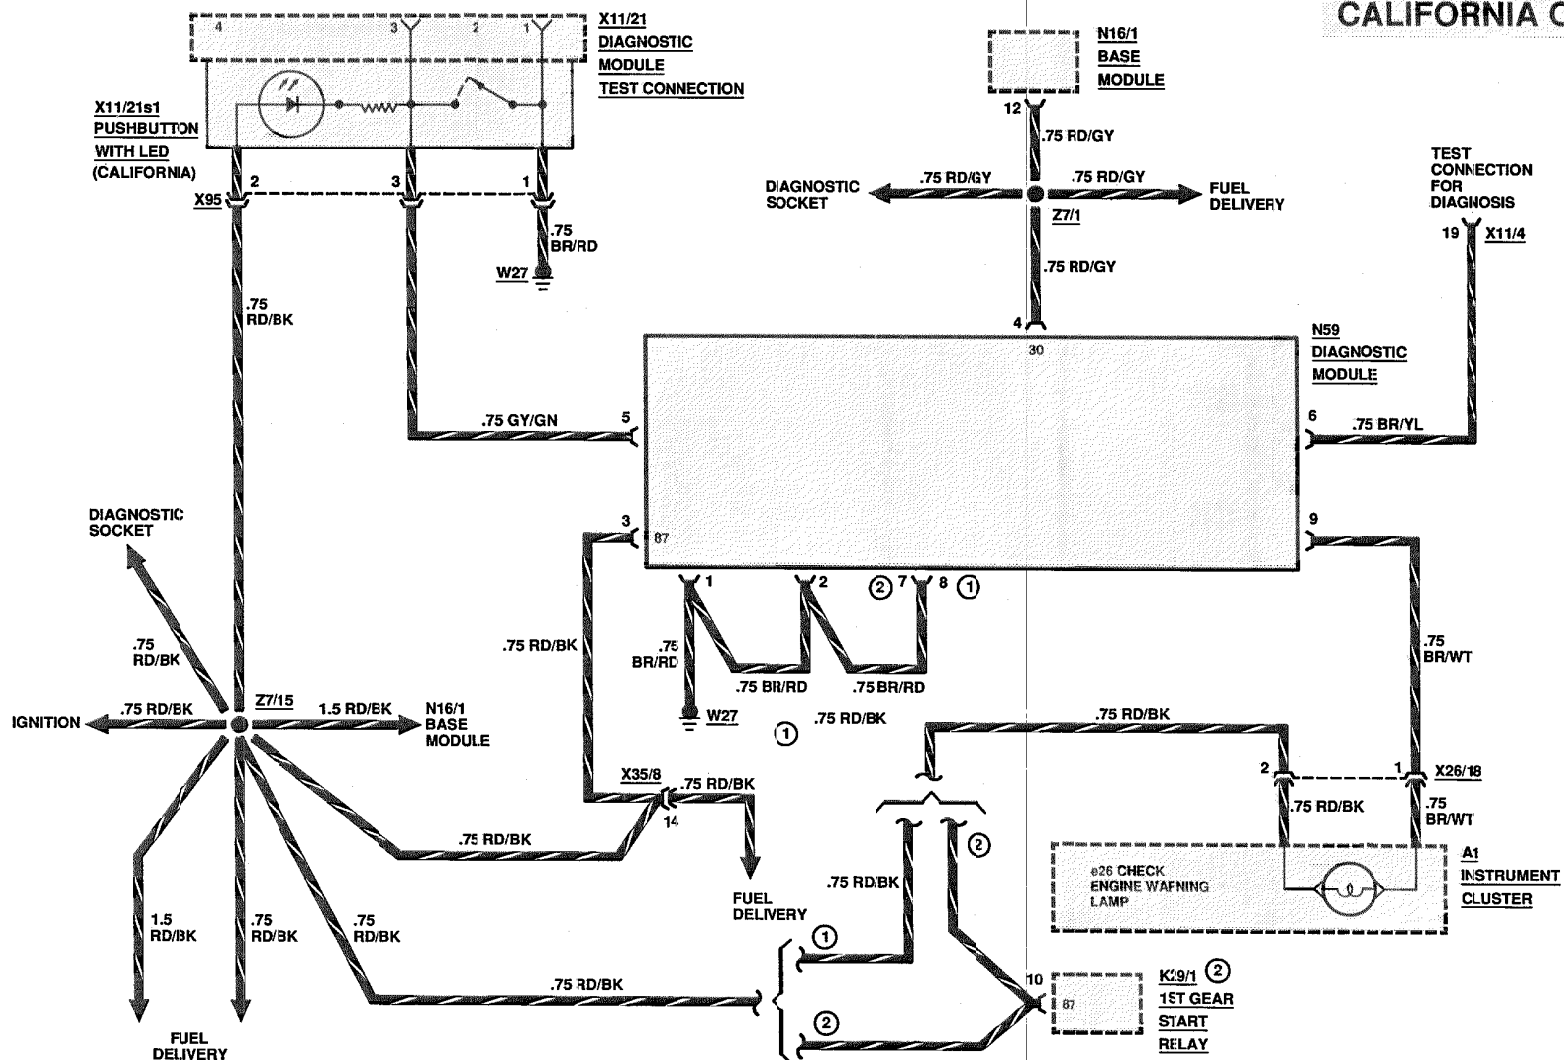 CALIFORNIA
4
3
2
1
X11/21
DIAGNOSTIC
MODULE
TEST CONNECTION
X11/21s1
PUSHBUTTON
WITH LED
(CALIFORNIA)
2
3
1
X95
.75
BR/RD
W27
.75
RD/BK
N16/1
BASE
MODULE
12
.75 RD/GY
DIAGNOSTIC
SOCKET
.75 RD/GY
.75 RD/GY
FUEL
DELIVERY
Z7/1
.75 RD/GY
4
30
TEST
CONNECTION
FOR
DIAGNOSIS
19
X11/4
N59
DIAGNOSTIC
MODULE
.75 GY/GN
5
6
.75 BR/YL
3
87
9
DIAGNOSTIC
SOCKET
1
2
2
7
8
1
.75
RD/BK
.75 RD/BK
.75
BR/RD
.75 BR/RD
.75BR/RD
.75
BR/WT
IGNITION
.75 RD/BK
Z7/15
1.5 RD/BK
N16/1
BASE
MODULE
W27
1
.75 RD/BK
.75 RD/BK
X35/8
.75 RD/BK
14
2
1
X26/18
.75 RD/BK
.75
BR/WT
.75 RD/BK
2
A1
INSTRUMENT
CLUSTER
e26 CHECK
ENGINE WARNING
LAMP
FUEL
DELIVERY
.75 RD/BK
1.5
RD/BK
.75
RD/BK
.75
RD/BK
1
.75 RD/BK
2
10
87
K29/1
2
1ST GEAR
START
RELAY
FUEL
DELIVERY